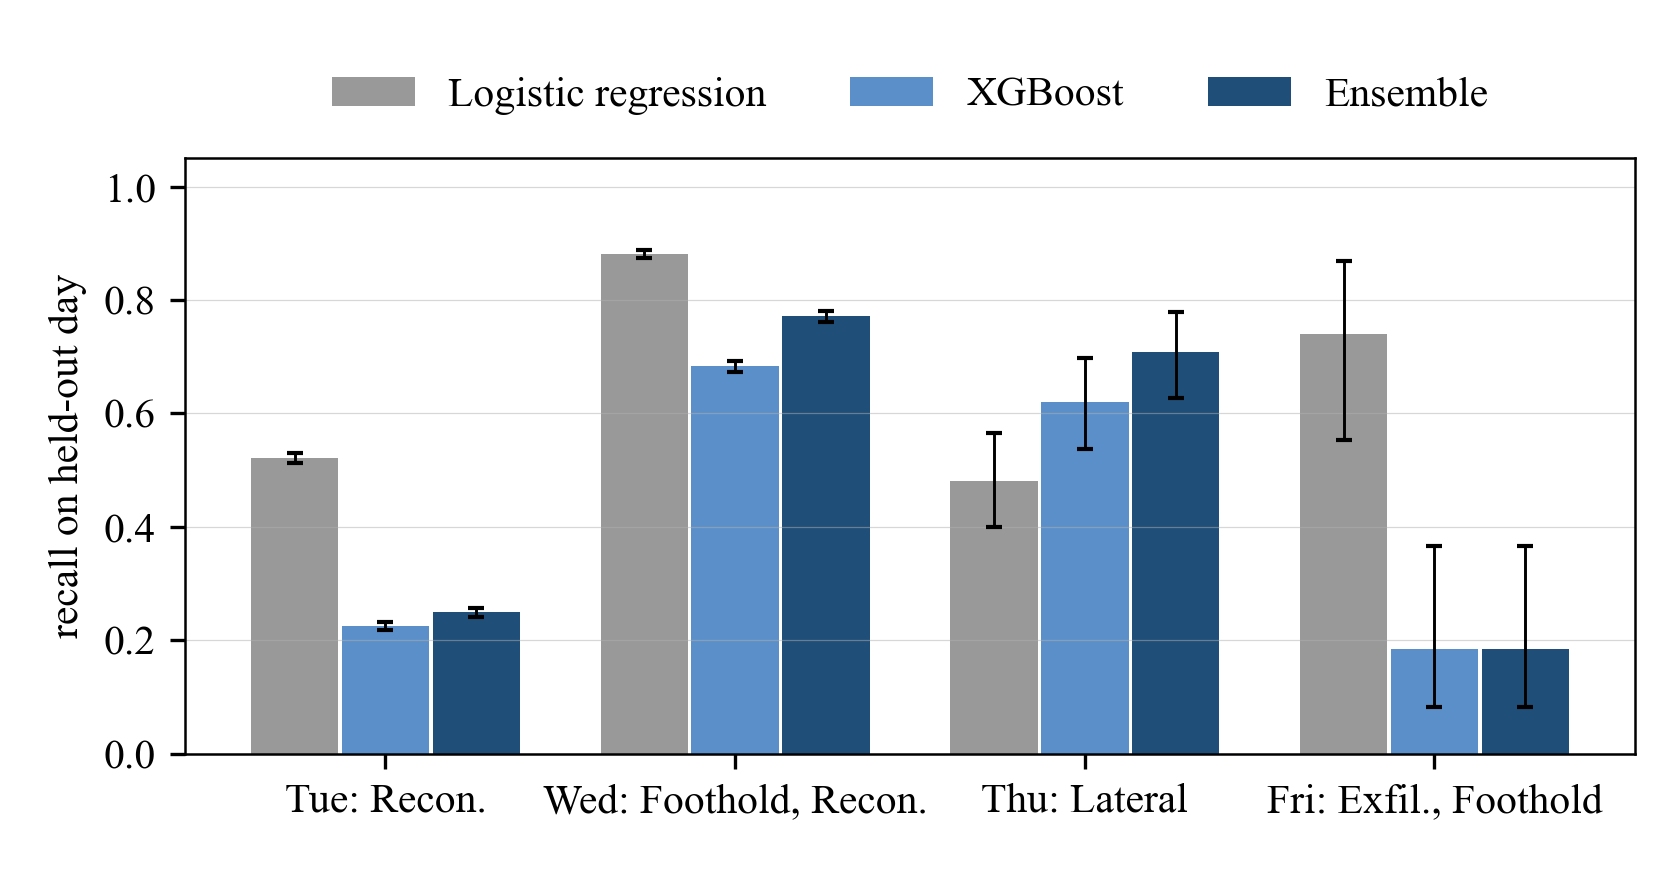 Logistic regression XGBoost Ensemble
recall on held-out day
1.0
0.8
0.6
0.4
0.2
0.0
Tue: Recon. Wed: Foothold, Recon. Thu: Lateral Fri: Exfil., Foothold